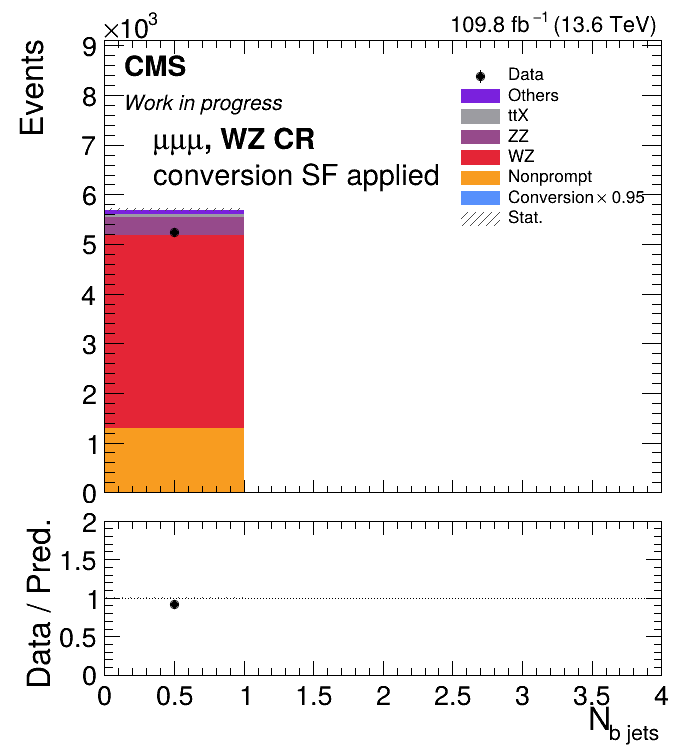 ×10³
109.8 fb⁻¹ (13.6 TeV)
Events
CMS
Work in progress
μμμ, WZ CR
conversion SF applied
Data
Others
ttX
ZZ
WZ
Nonprompt
Conversion × 0.95
Stat.
9
8
7
6
5
4
3
2
1
0
Data / Pred.
2
1.5
1
0.5
0
0 0.5 1 1.5 2 2.5 3 3.5 4
N_b jets